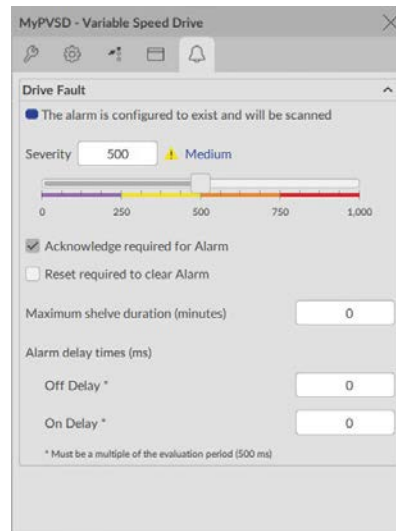 MyPVSD - Variable Speed Drive
Drive Fault
The alarm is configured to exist and will be scanned
Severity 500 Medium
0 250 500 750 1,000
Acknowledge required for Alarm
Reset required to clear Alarm
Maximum shelve duration (minutes) 0
Alarm delay times (ms)
Off Delay * 0
On Delay * 0
* Must be a multiple of the evaluation period (500 ms)